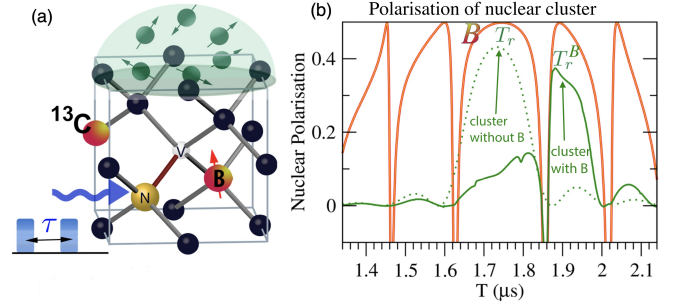 (a)
13C
V
B
N
τ
(b)
Polarisation of nuclear cluster
Nuclear Polarisation
0.4
0.2
0
B
Tr
TrB
cluster
without B
cluster
with B
1.4 1.5 1.6 1.7 1.8 1.9 2 2.1
T (μs)